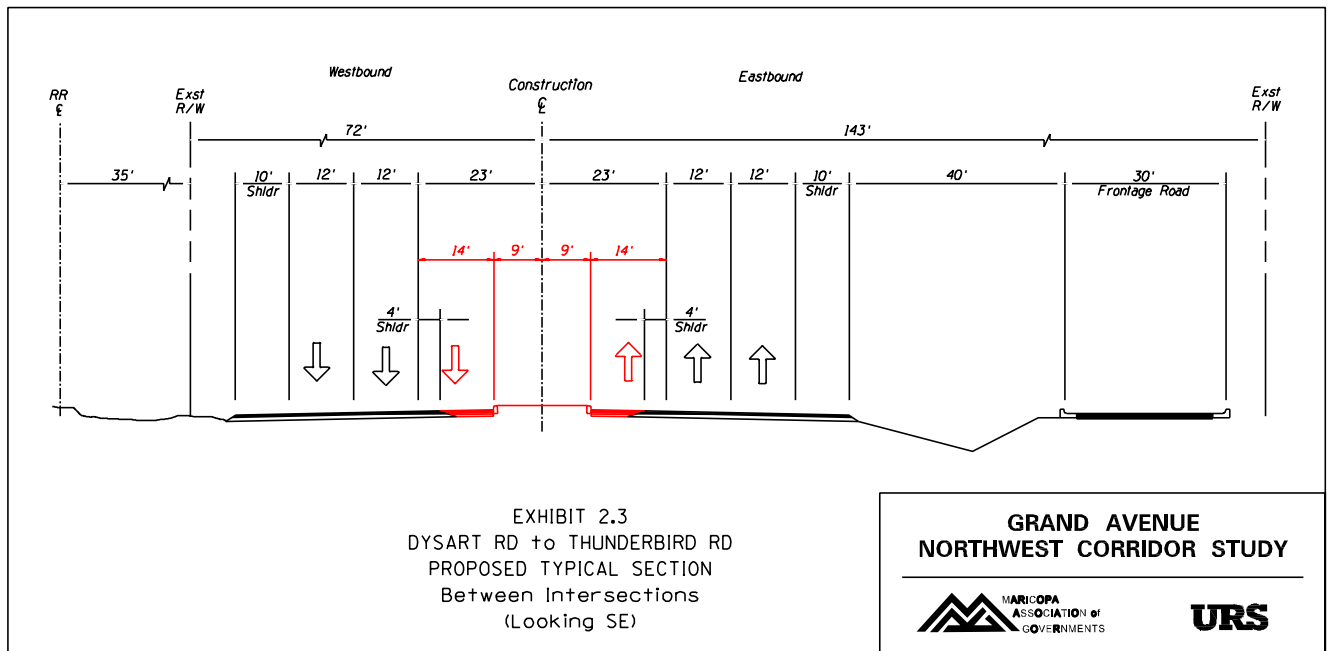 Westbound
Eastbound
RR
℄
Exst
R/W
Construction
℄
Exst
R/W
72'
143'
35'
10'
Shldr
12'
12'
23'
23'
12'
12'
10'
Shldr
40'
30'
Frontage Road
14'
9'
9'
14'
4'
Shldr
4'
Shldr
EXHIBIT 2.3
DYSART RD to THUNDERBIRD RD
PROPOSED TYPICAL SECTION
Between Intersections
(Looking SE)
GRAND AVENUE
NORTHWEST CORRIDOR STUDY
MARICOPA
ASSOCIATION of
GOVERNMENTS
URS